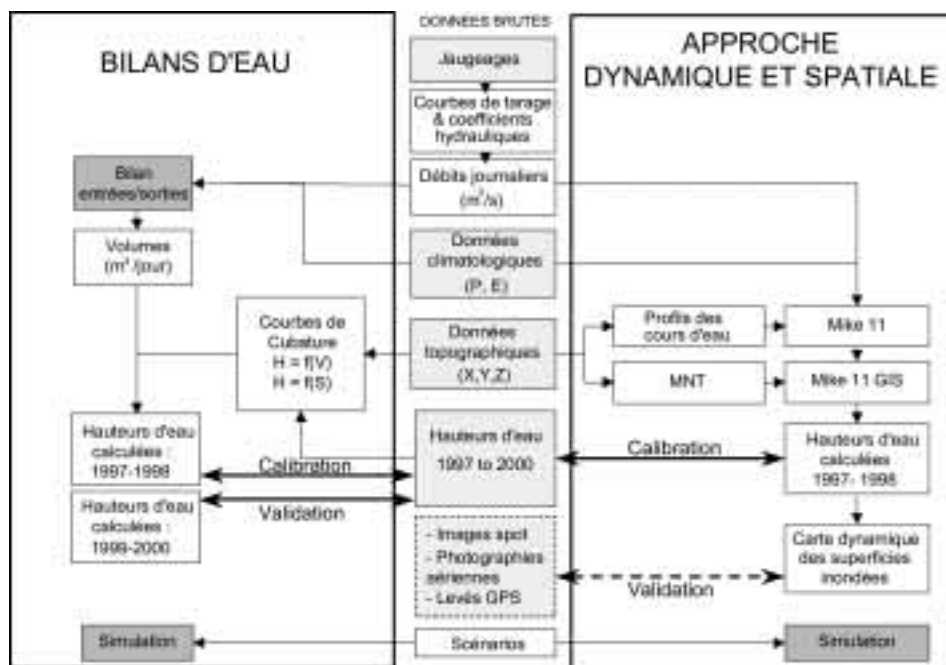 DONNÉES BRUTES
BILANS D'EAU
APPROCHE
DYNAMIQUE ET SPATIALE
Jaugeages
Courbes de tarage
& coefficients
hydrauliques
Débits journaliers
(m³/s)
Bilan
entrées/sorties
Volumes
(m³/jour)
Données
climatologiques
(P, E)
Courbes de
Cubature
H = f(V)
H = f(S)
Données
topographiques
(X,Y,Z)
Profils des
cours d'eau
Mike 11
MNT
Mike 11 GIS
Hauteurs d'eau
calculées :
1997-1998
Calibration
Hauteurs d'eau
1997 to 2000
Calibration
Hauteurs d'eau
calculées
1997- 1998
Hauteurs d'eau
calculées :
1999-2000
Validation
- Images spot
- Photographies
aériennes
- Levés GPS
Validation
Carte dynamique
des superficies
inondées
Simulation
Scénarios
Simulation